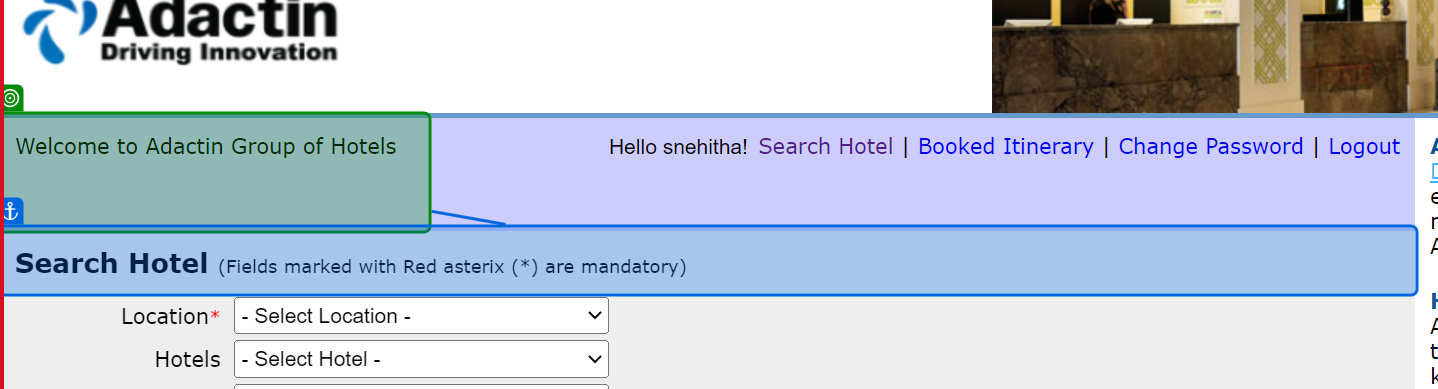 Adactin
Driving Innovation
Welcome to Adactin Group of Hotels
Hello snehitha! Search Hotel | Booked Itinerary | Change Password | Logout
Search Hotel (Fields marked with Red asterix (*) are mandatory)
Location* - Select Location -
Hotels - Select Hotel -